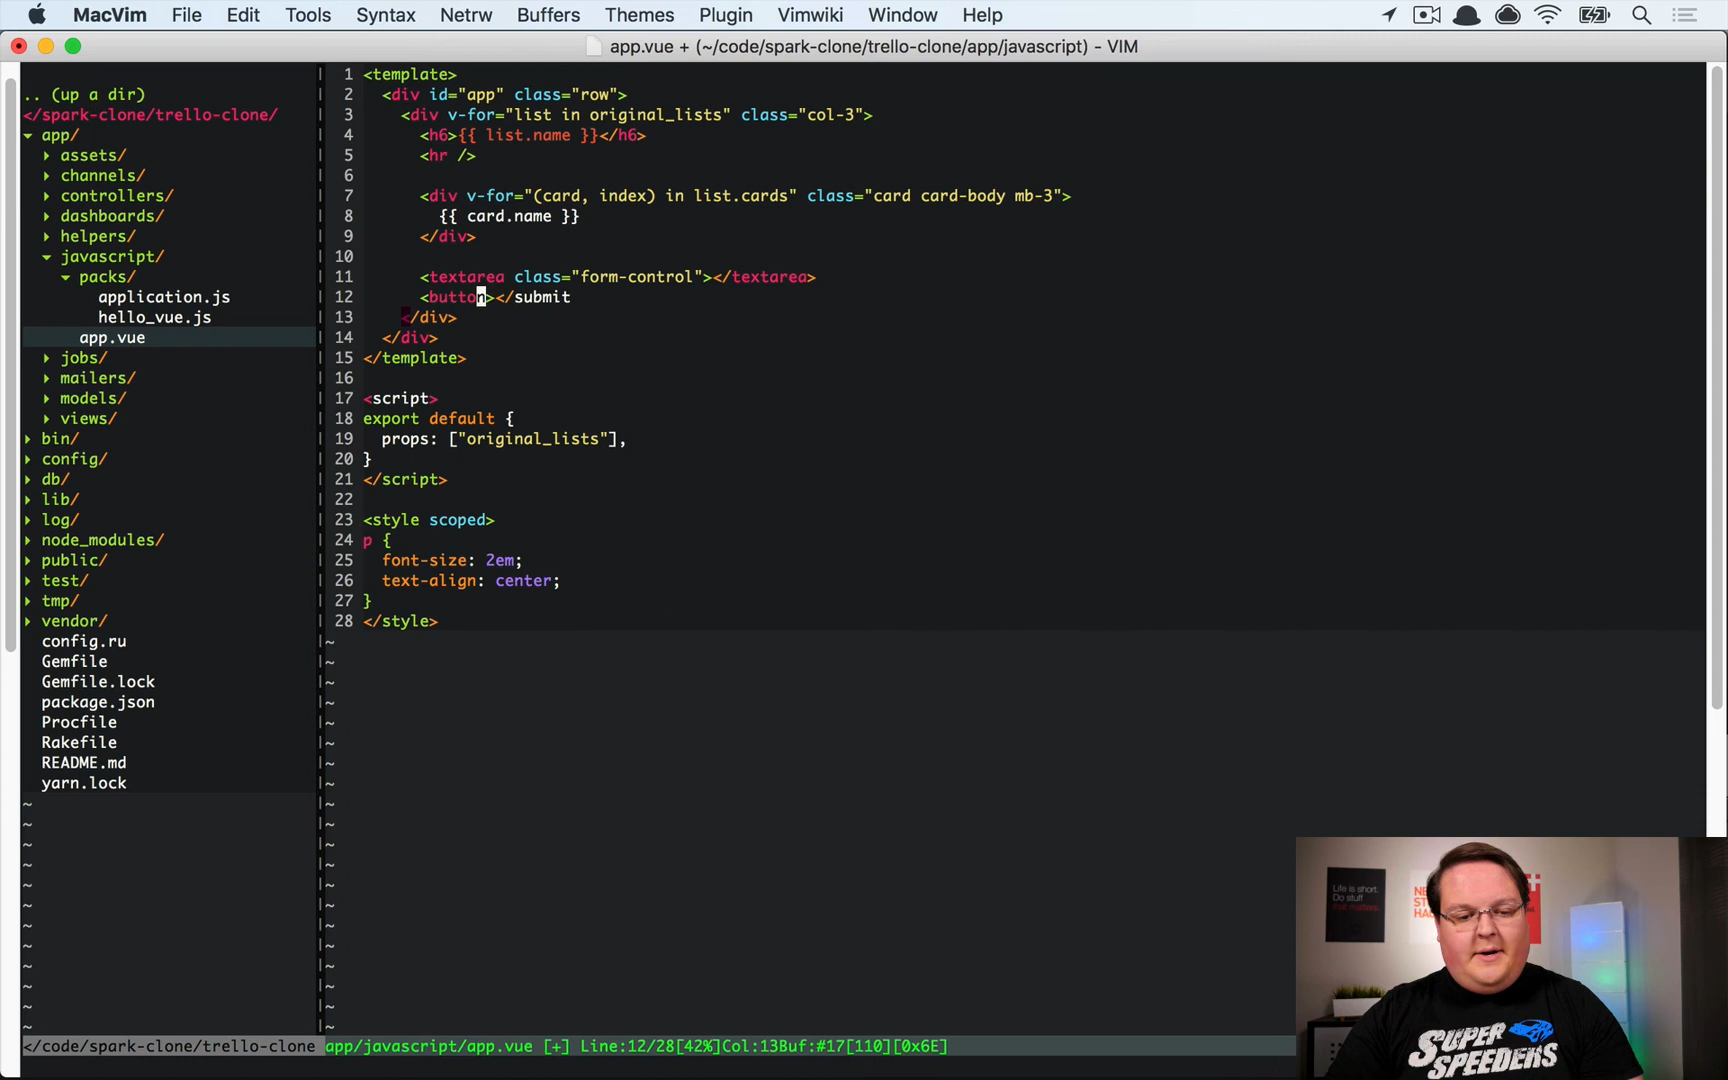 MacVim File Edit Tools Syntax Netrw Buffers Themes Plugin Vimwiki Window Help
app.vue + (~/code/spark-clone/trello-clone/app/javascript) - VIM
.. (up a dir)
</spark-clone/trello-clone/
app/
assets/
channels/
controllers/
dashboards/
helpers/
javascript/
packs/
application.js
hello_vue.js
app.vue
jobs/
mailers/
models/
views/
bin/
config/
db/
lib/
log/
node_modules/
public/
test/
tmp/
vendor/
config.ru
Gemfile
Gemfile.lock
package.json
Procfile
Rakefile
README.md
yarn.lock
1 <template>
2 <div id="app" class="row">
3 <div v-for="list in original_lists" class="col-3">
4 <h6>{{ list.name }}</h6>
5 <hr />
6
7 <div v-for="(card, index) in list.cards" class="card card-body mb-3">
8 {{ card.name }}
9 </div>
10
11 <textarea class="form-control"></textarea>
12 <button></submit
13 </div>
14 </div>
15 </template>
16
17 <script>
18 export default {
19 props: ["original_lists"],
20 }
21 </script>
22
23 <style scoped>
24 p {
25 font-size: 2em;
26 text-align: center;
27 }
28 </style>
</code/spark-clone/trello-clone app/javascript/app.vue [+] Line:12/28[42%]Col:13Buf:#17[110][0x6E]
Life is short.
Do stuff
that matters.
SUPER
SPEEDERS